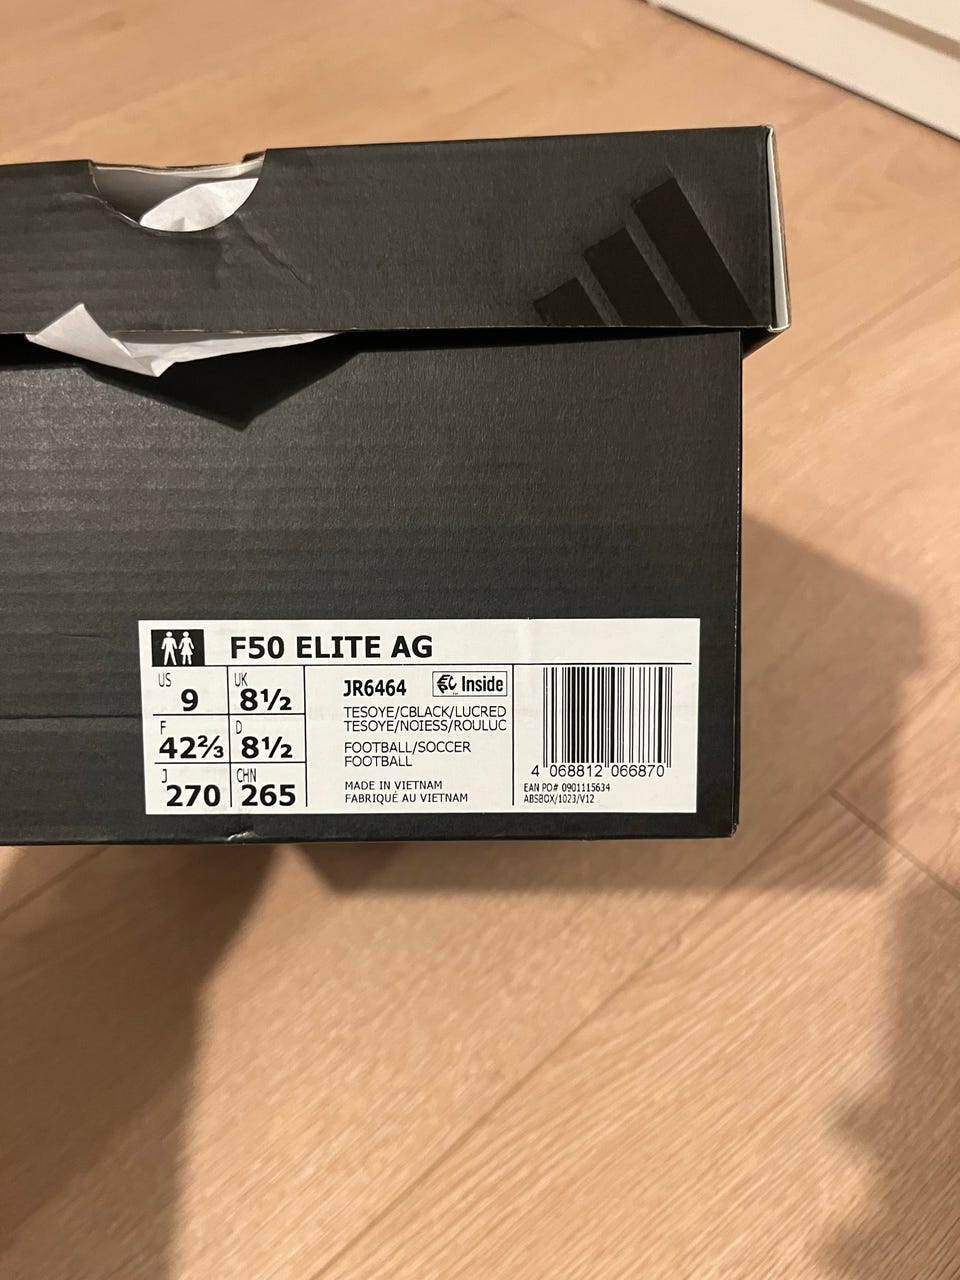 F50 ELITE AG
US 9 UK 8½
F 42⅔ D 8½
J 270 CHN 265
JR6464 Inside
TESOYE/CBLACK/LUCRED
TESOYE/NOIESS/ROULUC
FOOTBALL/SOCCER
FOOTBALL
MADE IN VIETNAM
FABRIQUÉ AU VIETNAM
4 068812 066870
EAN PO# 0901115634
ABSBOX/1023/V12